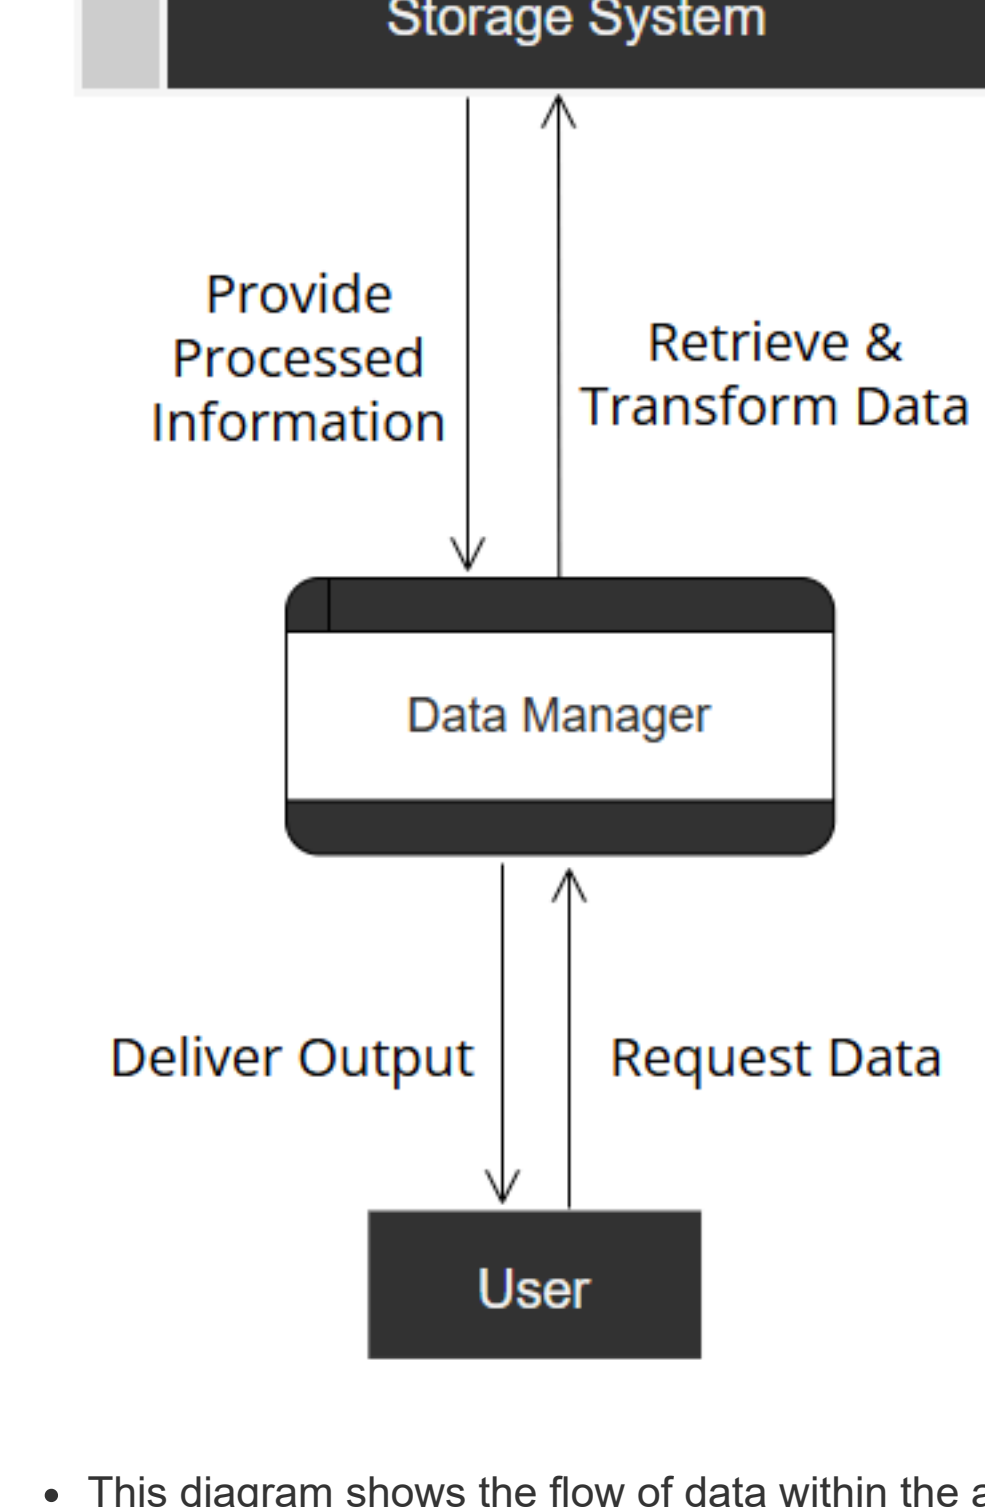 Storage System
Provide
Processed
Information
Retrieve &
Transform Data
Data Manager
Deliver Output
Request Data
User
• This diagram shows the flow of data within the